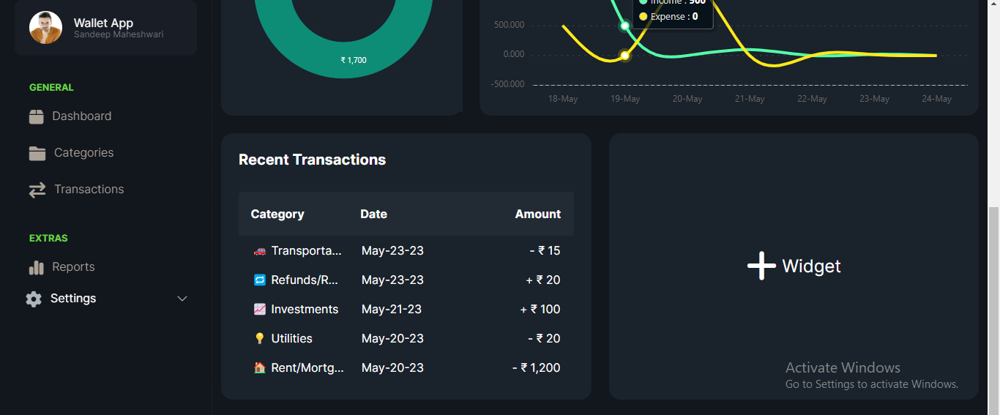 Wallet App
Sandeep Maheshwari
GENERAL
Dashboard
Categories
Transactions
EXTRAS
Reports
Settings
₹ 1,700
Income : 500
Expense : 0
500.000
0.000
-500.000
18-May 19-May 20-May 21-May 22-May 23-May 24-May
Recent Transactions
Category Date Amount
Transporta... May-23-23 - ₹ 15
Refunds/R... May-23-23 + ₹ 20
Investments May-21-23 + ₹ 100
Utilities May-20-23 - ₹ 20
Rent/Mortg... May-20-23 - ₹ 1,200
Widget
Activate Windows
Go to Settings to activate Windows.